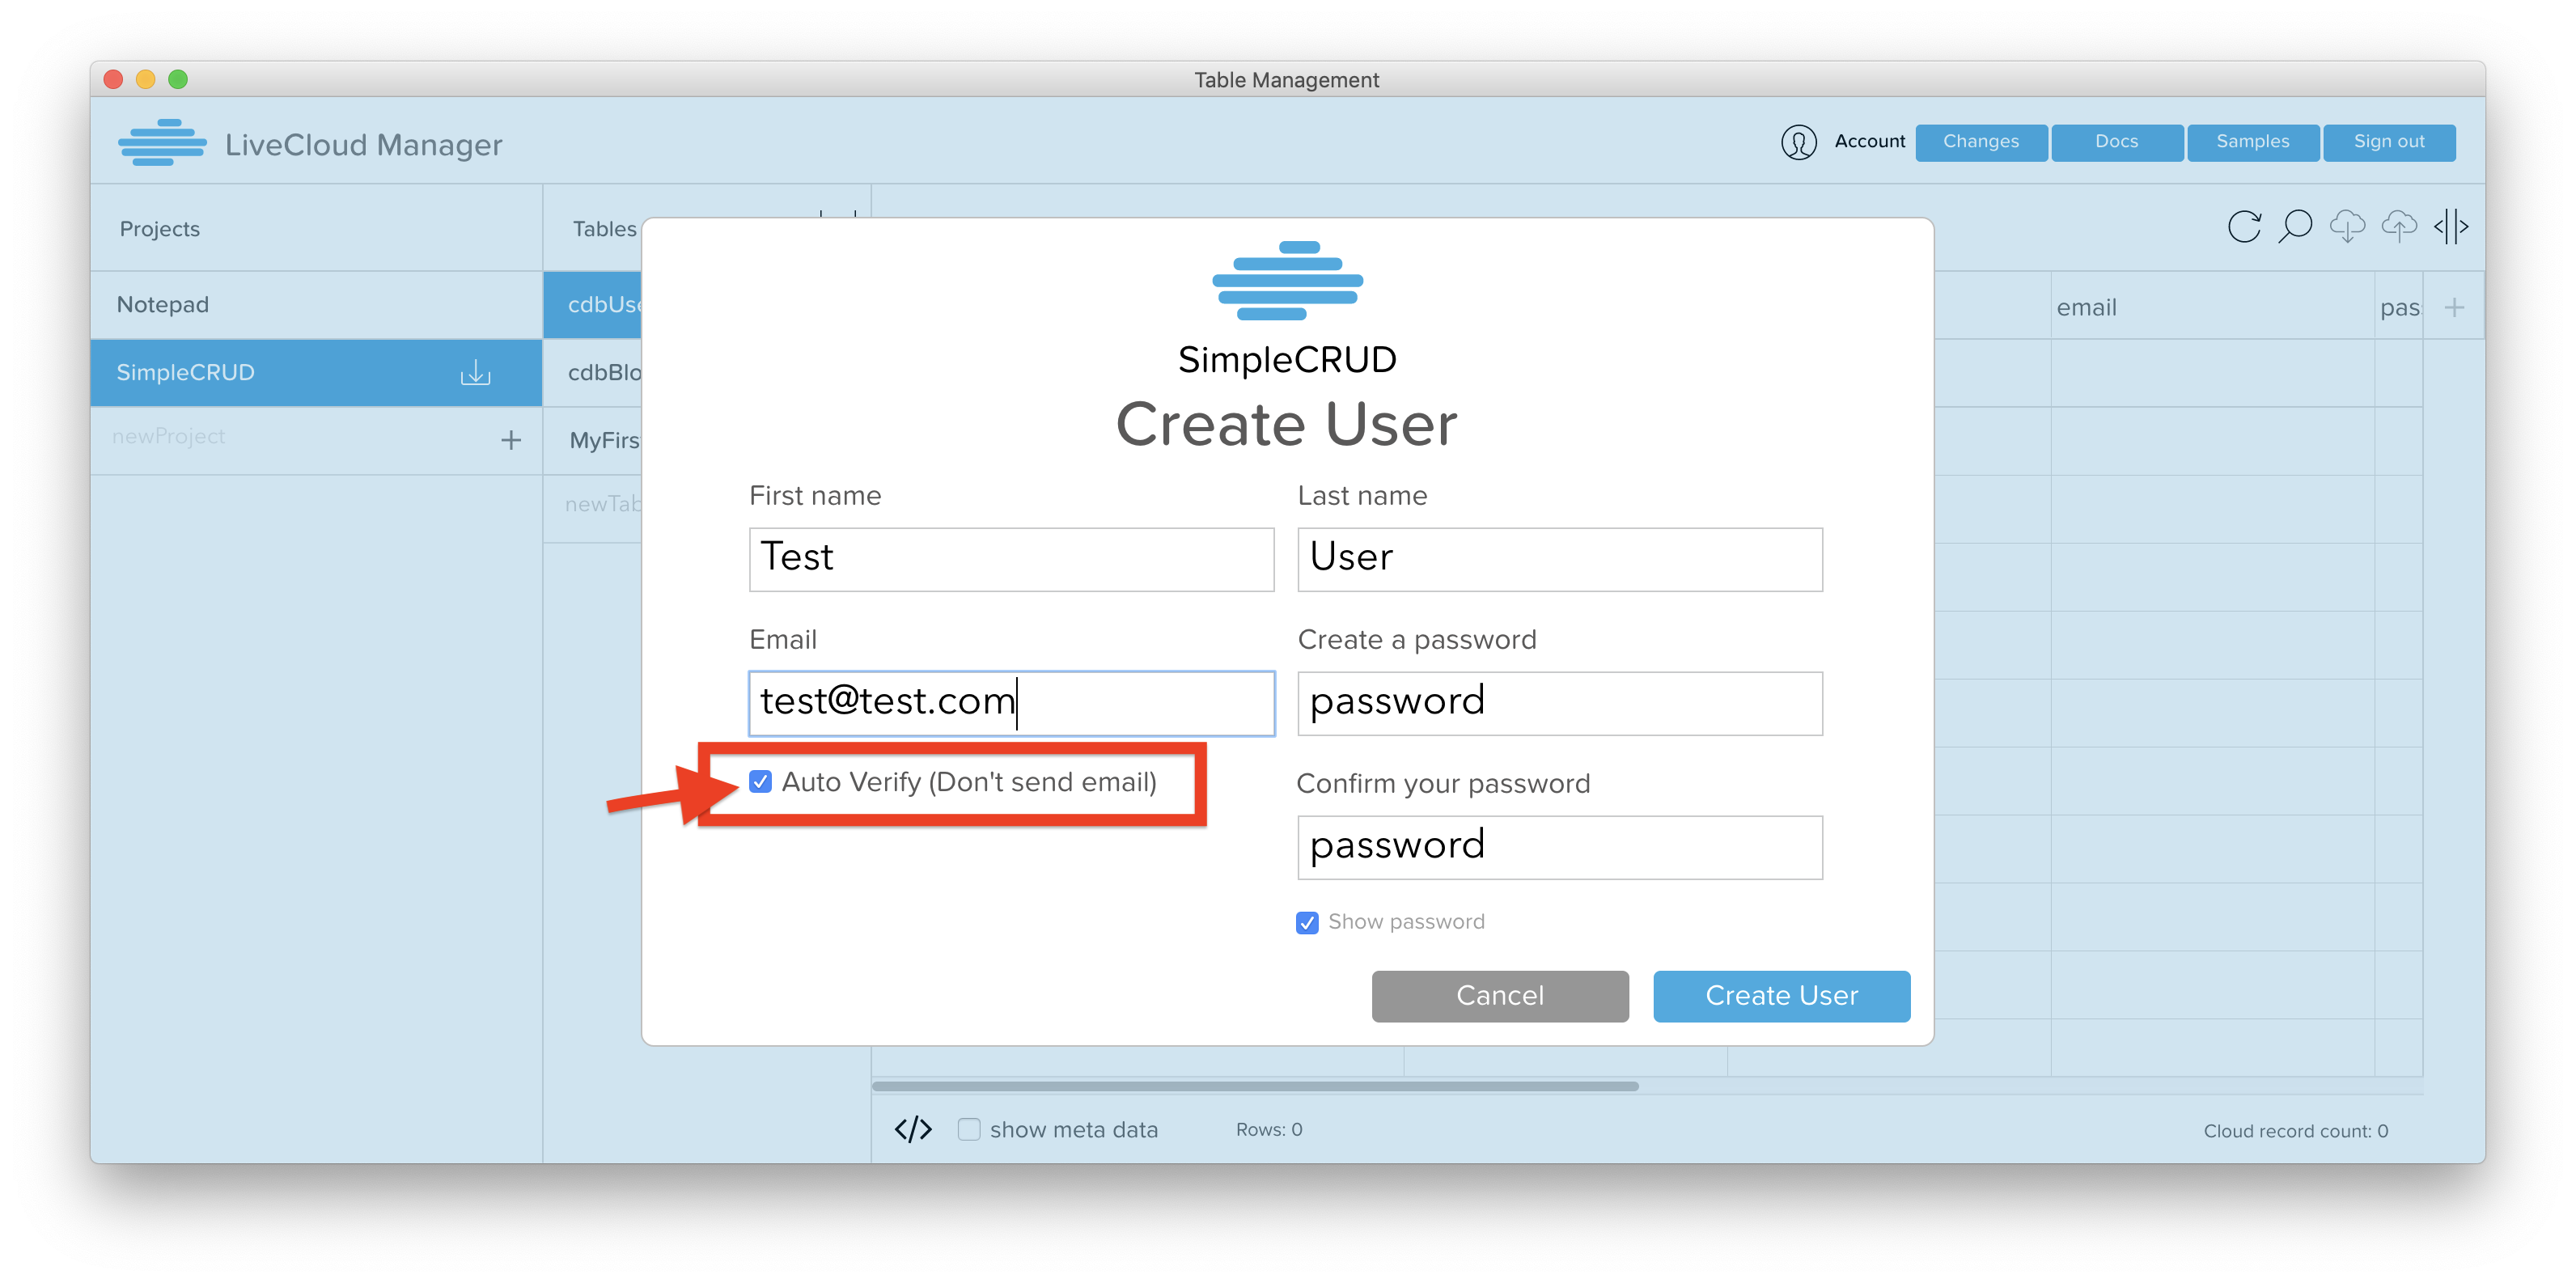 Table Management
LiveCloud Manager
Account
Changes
Docs
Samples
Sign out
Projects
Tables
Notepad
SimpleCRUD
newProject
cdbUse
cdbBlo
MyFirs
newTab
email
pas
SimpleCRUD
Create User
First name
Last name
Test
User
Email
Create a password
test@test.com
password
Auto Verify (Don't send email)
Confirm your password
password
Show password
Cancel
Create User
</> show meta data
Rows: 0
Cloud record count: 0